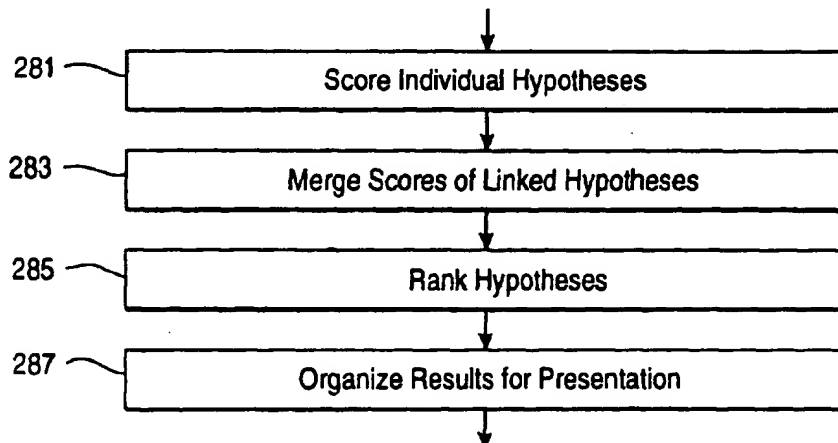 281
Score Individual Hypotheses
283
Merge Scores of Linked Hypotheses
285
Rank Hypotheses
287
Organize Results for Presentation